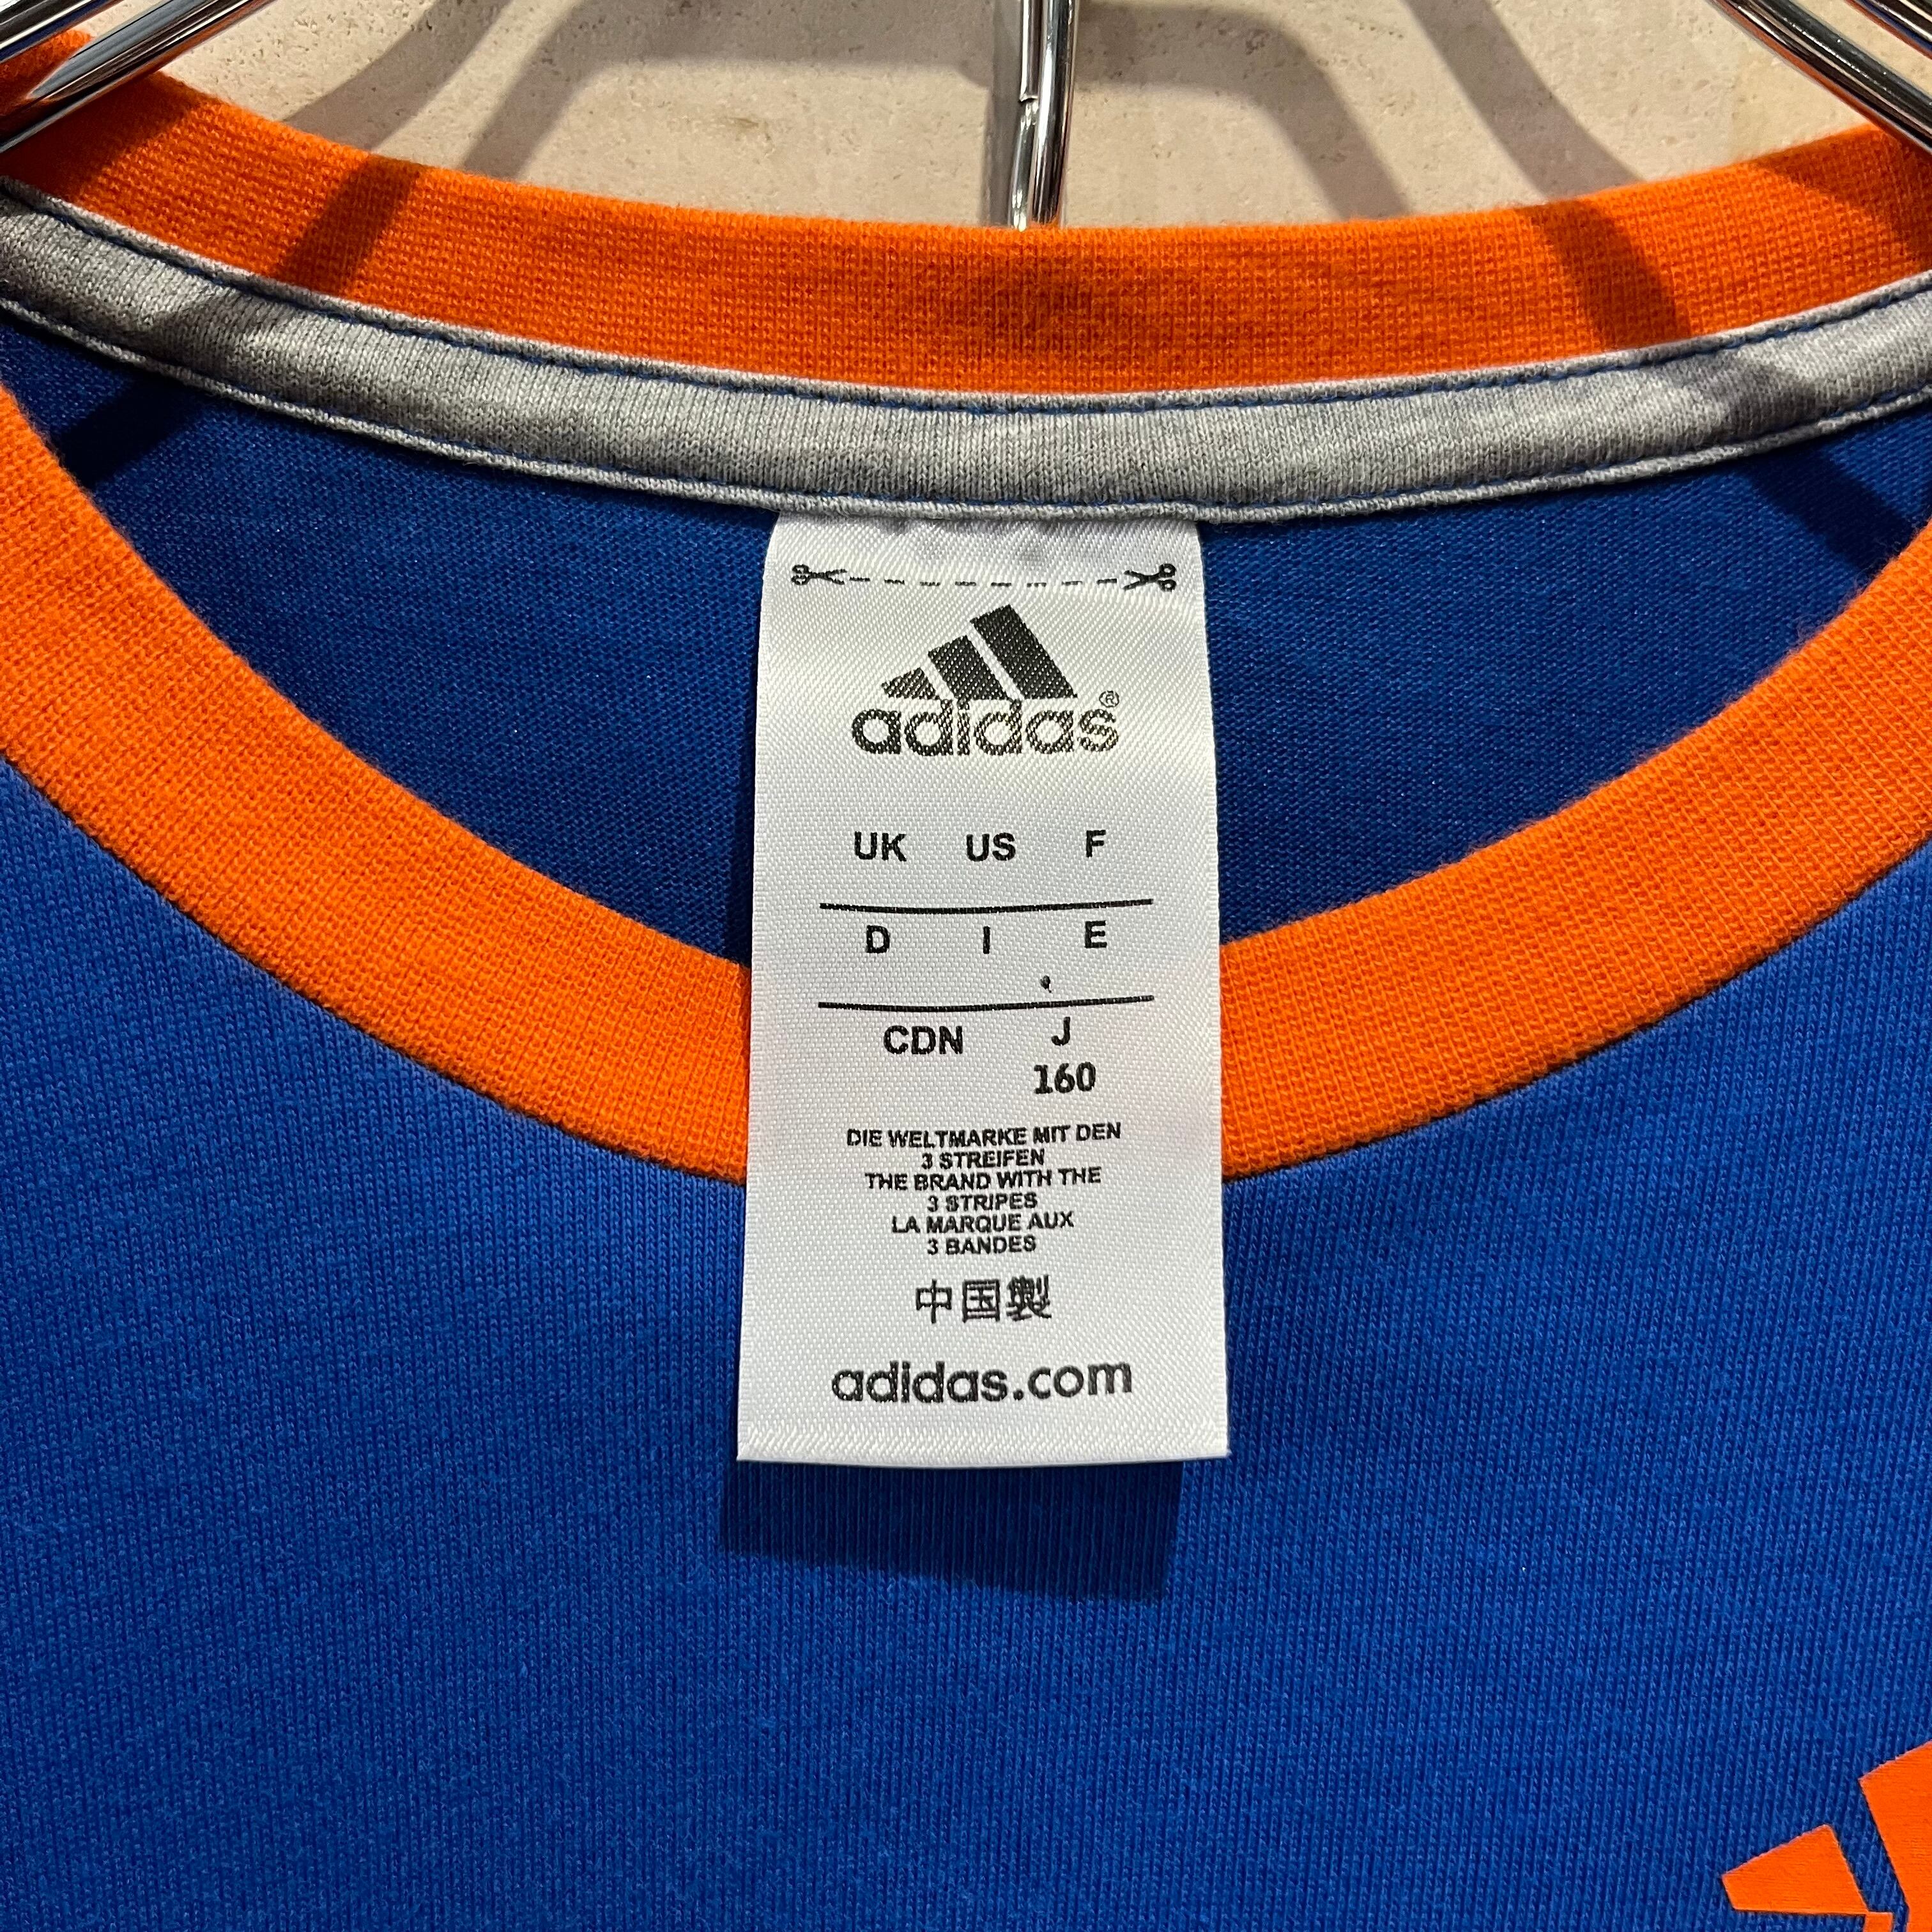 adidas®
UK US F
D I E
CDN J
160
DIE WELTMARKE MIT DEN
3 STREIFEN
THE BRAND WITH THE
3 STRIPES
LA MARQUE AUX
3 BANDES
中国製
adidas.com